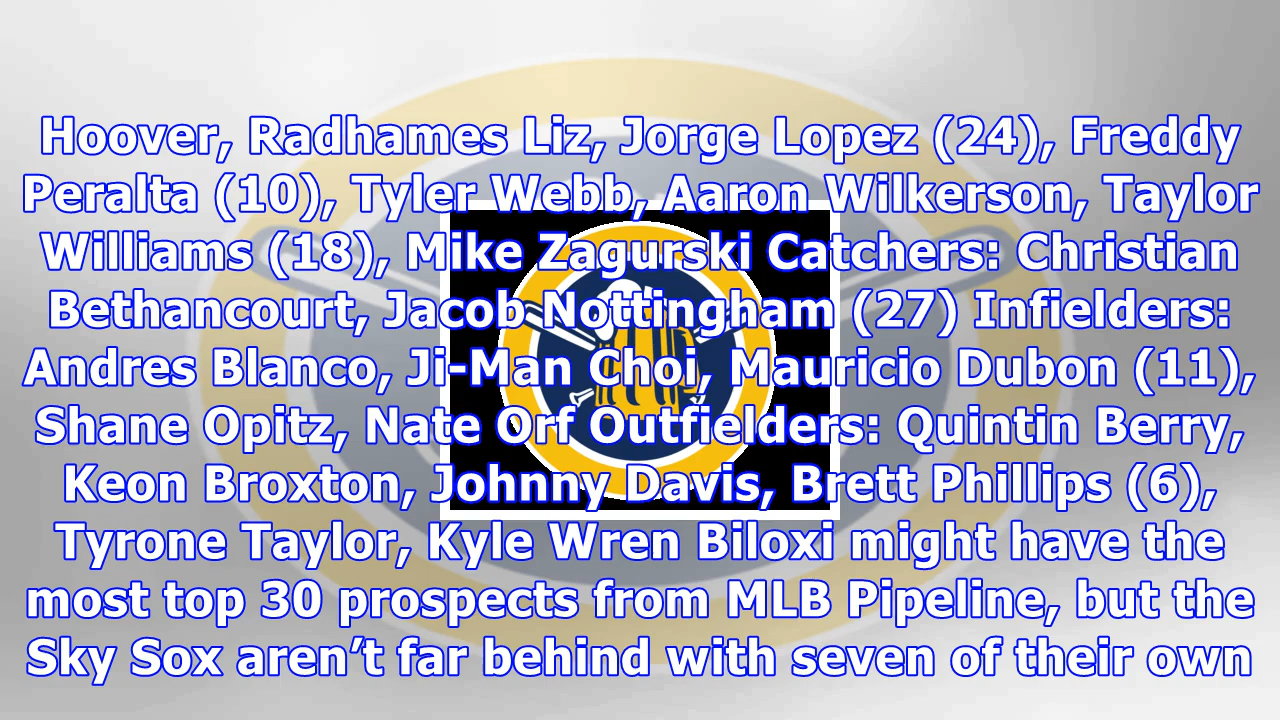 Hoover, Radhames Liz, Jorge Lopez (24), Freddy
Peralta (10), Tyler Webb, Aaron Wilkerson, Taylor
Williams (18), Mike Zagurski Catchers: Christian
Bethancourt, Jacob Nottingham (27) Infielders:
Andres Blanco, Ji-Man Choi, Mauricio Dubon (11),
Shane Opitz, Nate Orf Outfielders: Quintin Berry,
Keon Broxton, Johnny Davis, Brett Phillips (6),
Tyrone Taylor, Kyle Wren Biloxi might have the
most top 30 prospects from MLB Pipeline, but the
Sky Sox aren’t far behind with seven of their own